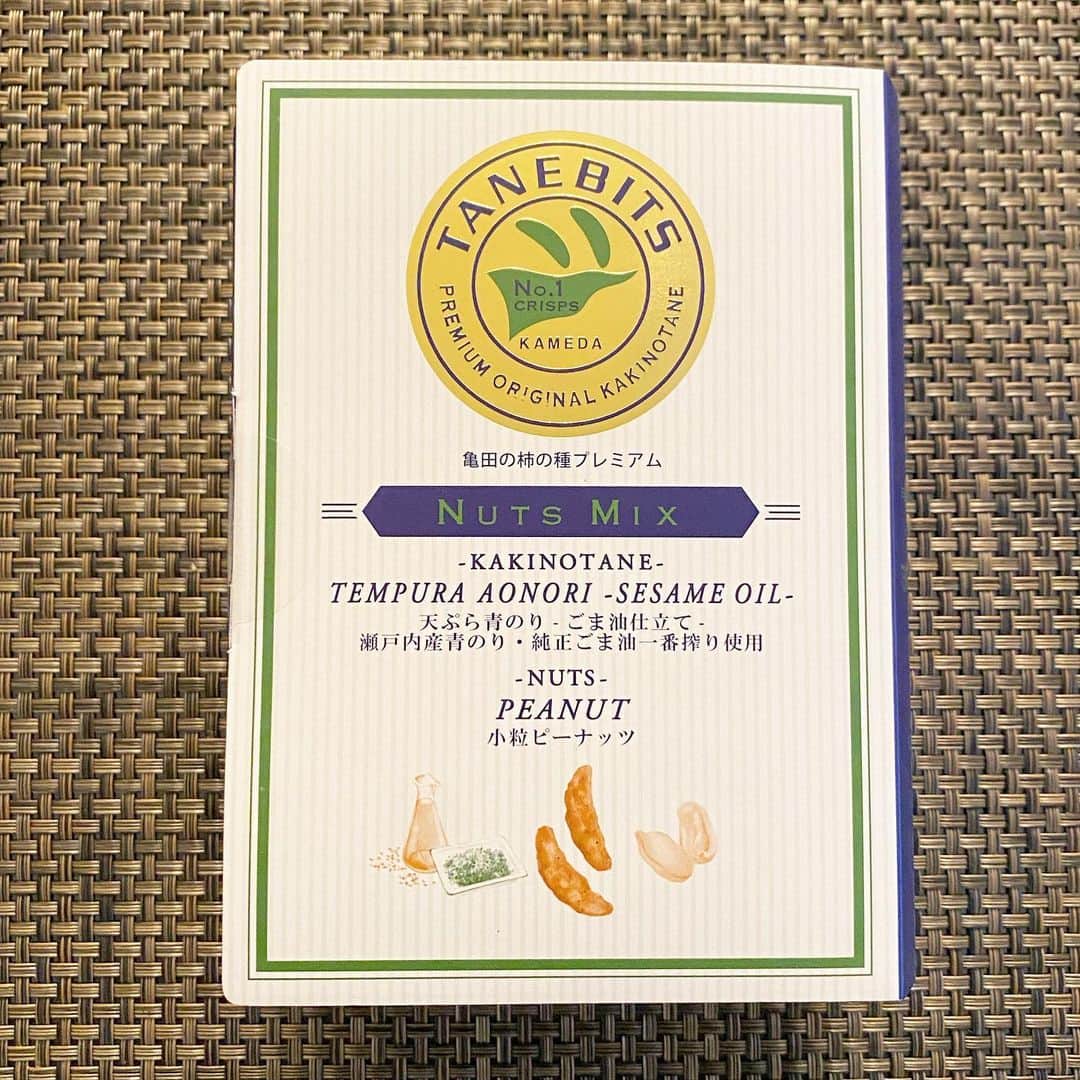 TANEBITS
No.1
CRISPS
KAMEDA
PREMIUM ORIGINAL KAKINOTANE
亀田の柿の種プレミアム
NUTS MIX
-KAKINOTANE-
TEMPURA AONORI -SESAME OIL-
天ぷら青のり - ごま油仕立て -
瀬戸内産青のり・純正ごま油一番搾り使用
-NUTS-
PEANUT
小粒ピーナッツ